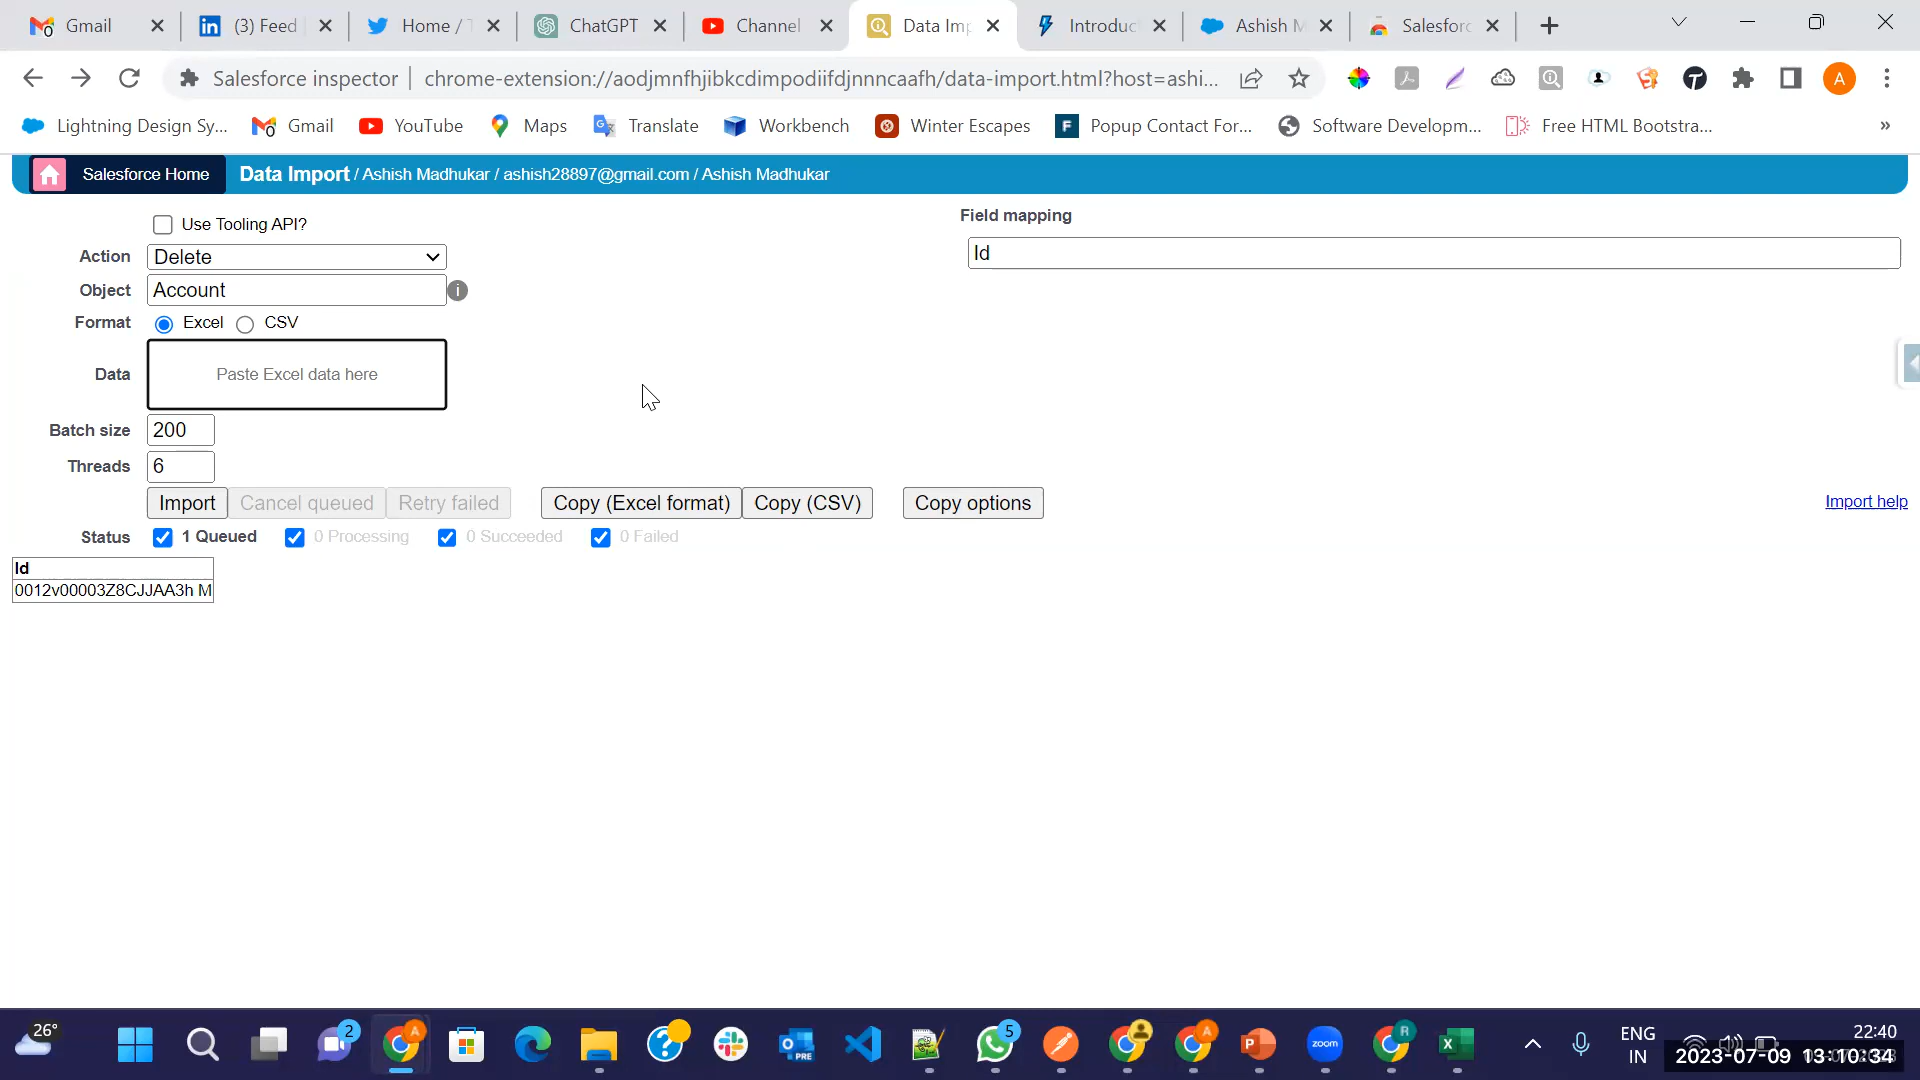 Gmail
(3) Feed
Home / T
ChatGPT
Channel
Data Imp
Introduc
Ashish M
Salesforc
Salesforce inspector
chrome-extension://aodjmnfhjibkcdimpodiifdjnnncaafh/data-import.html?host=ashi...
A
Lightning Design Sy...
Gmail
YouTube
Maps
Translate
Workbench
Winter Escapes
Popup Contact For...
Software Developm...
Free HTML Bootstra...
»
Salesforce Home
Data Import / Ashish Madhukar / ashish28897@gmail.com / Ashish Madhukar
Use Tooling API?
Field mapping
Action Delete
Id
Object Account
Format Excel CSV
Data Paste Excel data here
Batch size 200
Threads 6
Import Cancel queued Retry failed Copy (Excel format) Copy (CSV) Copy options Import help
Status 1 Queued 0 Processing 0 Succeeded 0 Failed
Id
0012v00003Z8CJJAA3h M
26°
2
A
PRE
5
A
zoom
R
ENG
IN
22:40
2023-07-09 13:10:34